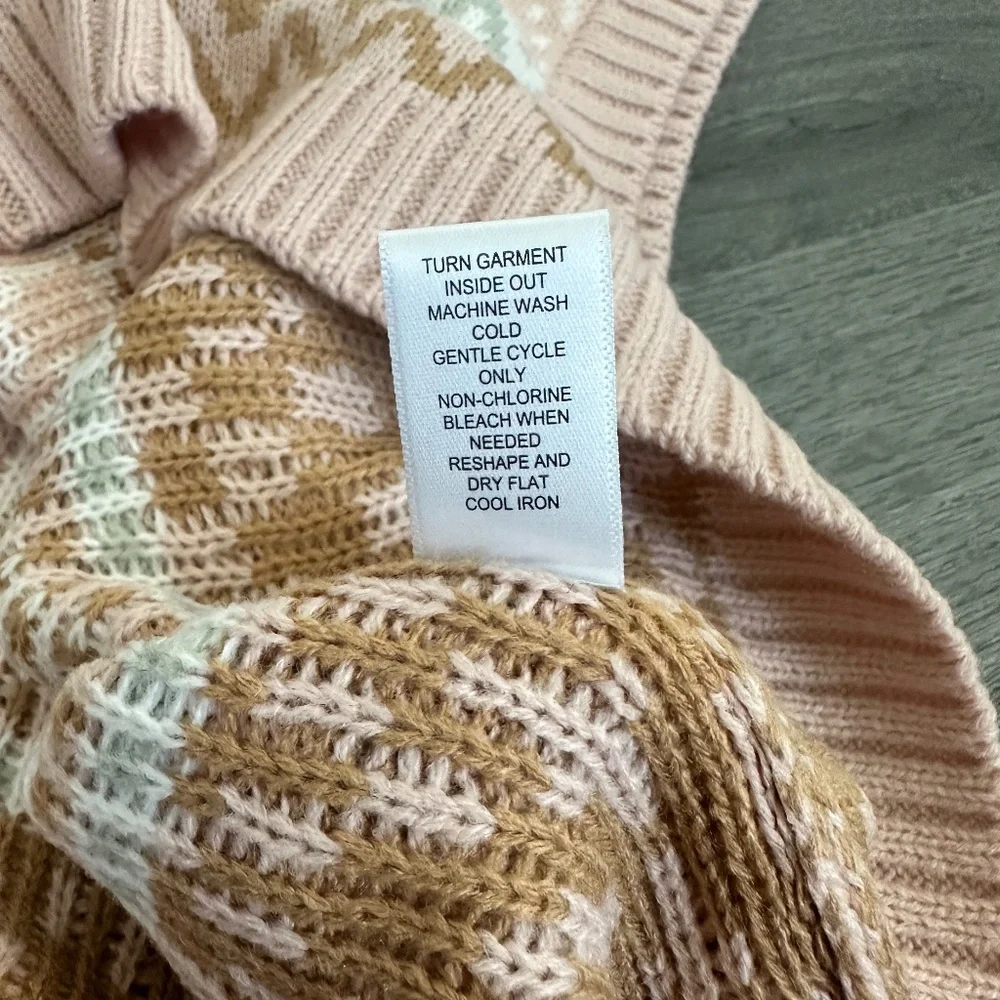 TURN GARMENT
INSIDE OUT
MACHINE WASH
COLD
GENTLE CYCLE
ONLY
NON-CHLORINE
BLEACH WHEN
NEEDED
RESHAPE AND
DRY FLAT
COOL IRON